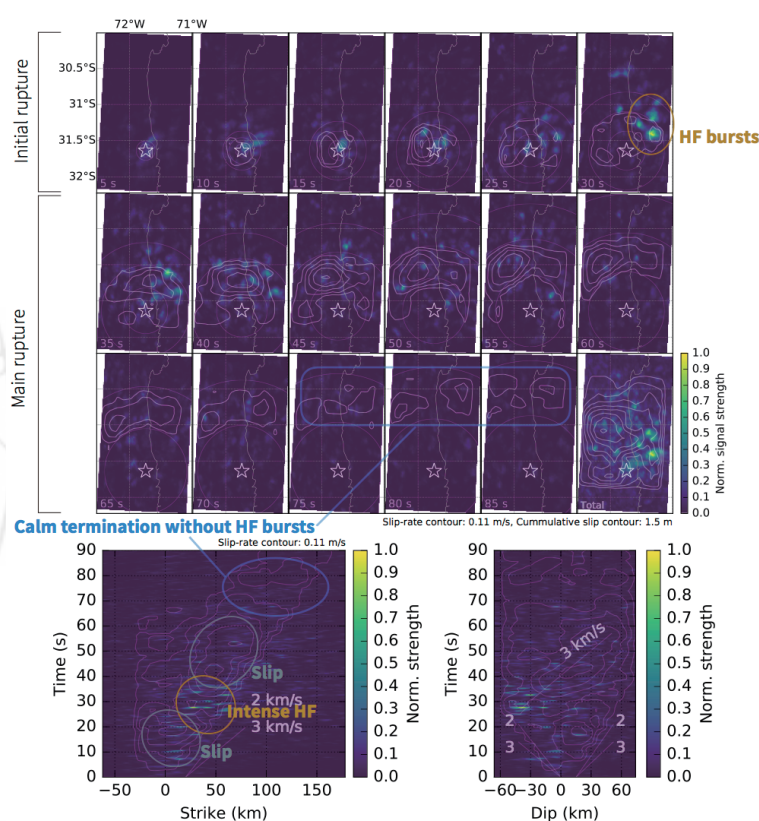 72°W 71°W
Initial rupture
30.5°S
31°S
31.5°S
32°S
5 s 10 s 15 s 20 s 25 s 30 s
HF bursts
Main rupture
35 s 40 s 45 s 50 s 55 s 60 s
65 s 70 s 75 s 80 s 85 s Total
1.0
0.9
0.8
0.7
0.6
0.5
0.4
0.3
0.2
0.1
0.0
Norm. signal strength
Calm termination without HF bursts
Slip-rate contour: 0.11 m/s, Cummulative slip contour: 1.5 m
Slip-rate contour: 0.11 m/s
Time (s)
90
80
70
60
50
40
30
20
10
0
Slip
2 km/s
Intense HF
3 km/s
Slip
−50 0 50 100 150
Strike (km)
1.0
0.9
0.8
0.7
0.6
0.5
0.4
0.3
0.2
0.1
0.0
Norm. strength
Time (s)
90
80
70
60
50
40
30
20
10
0
3 km/s
2 2
3 3
−60−30 0 30 60
Dip (km)
1.0
0.9
0.8
0.7
0.6
0.5
0.4
0.3
0.2
0.1
0.0
Norm. strength